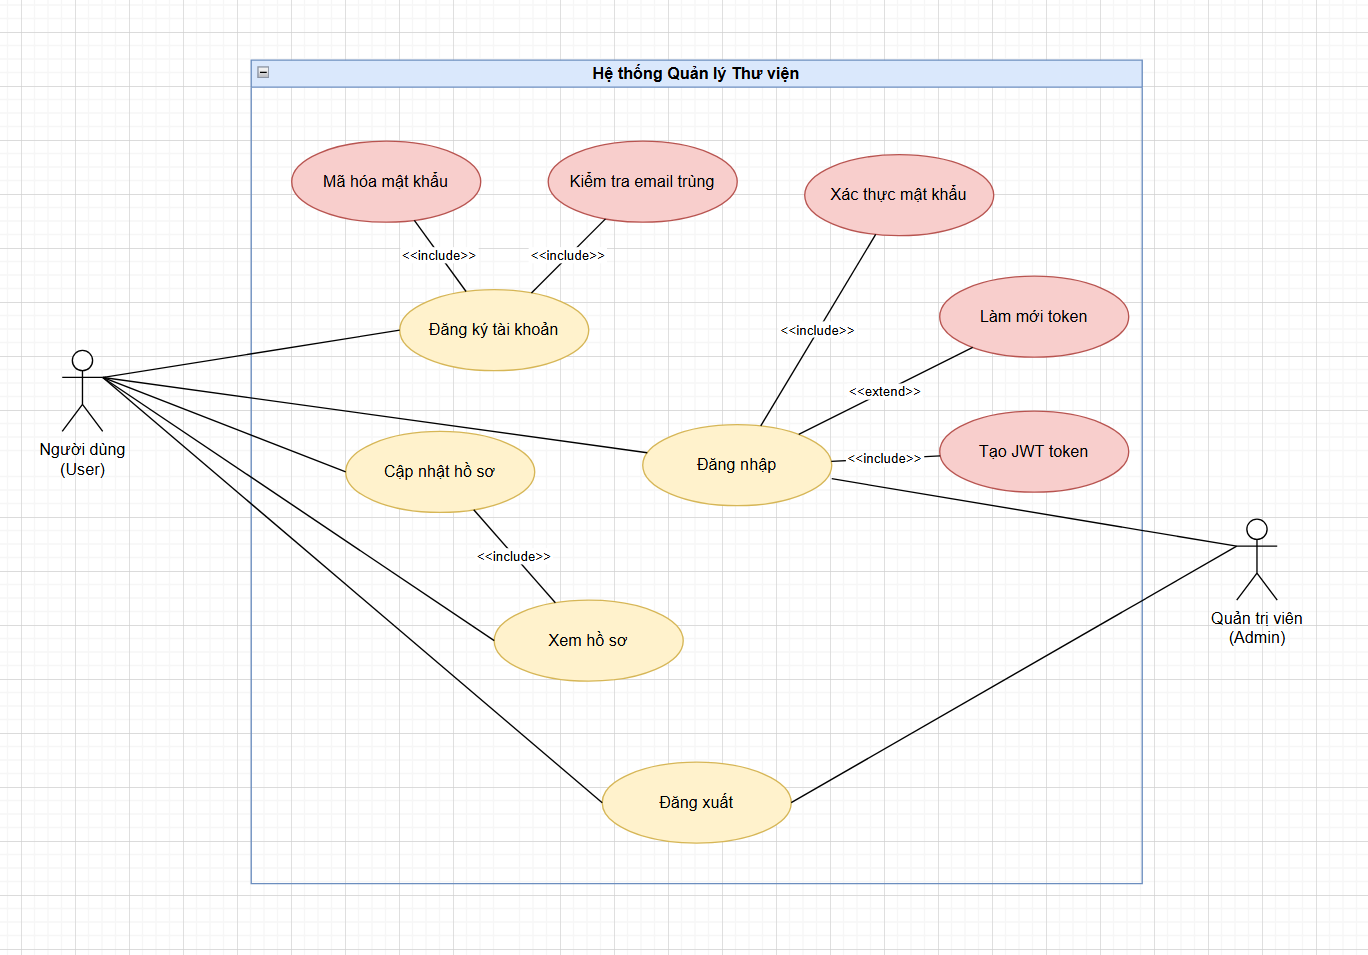 Hệ thống Quản lý Thư viện
Mã hóa mật khẩu
Kiểm tra email trùng
Xác thực mật khẩu
<<include>>
<<include>>
Làm mới token
Đăng ký tài khoản
<<include>>
<<extend>>
Người dùng
(User)
Cập nhật hồ sơ
Đăng nhập
<<include>>
Tạo JWT token
<<include>>
Quản trị viên
(Admin)
Xem hồ sơ
Đăng xuất